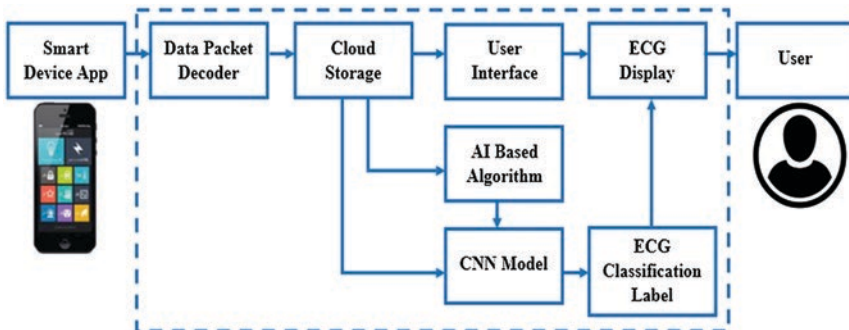 Smart
Device App
Data Packet
Decoder
Cloud
Storage
User
Interface
ECG
Display
User
AI Based
Algorithm
CNN Model
ECG
Classification
Label